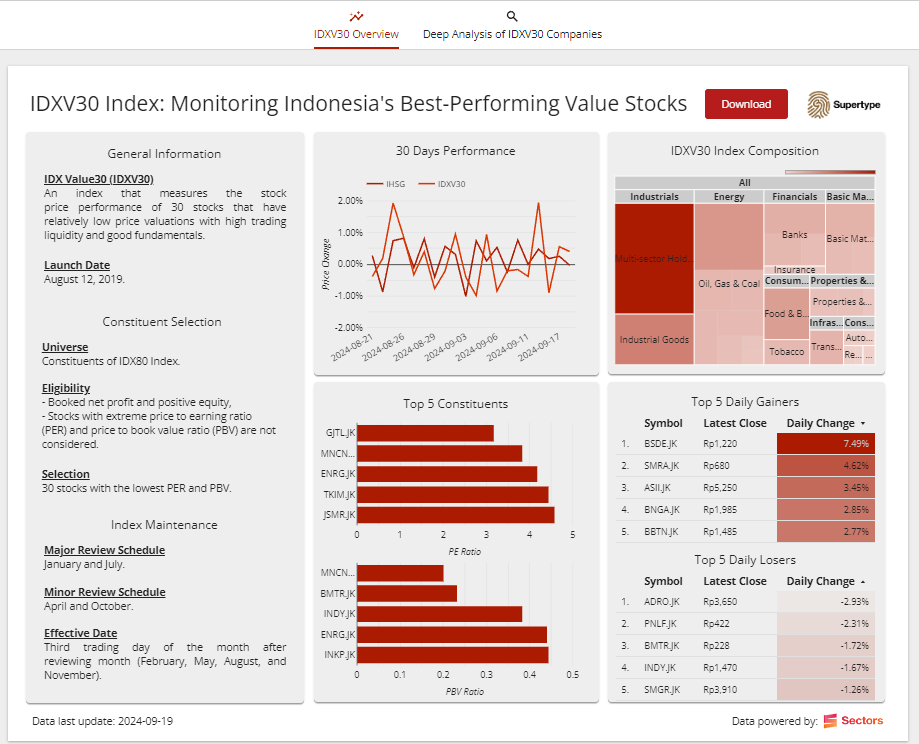 IDXV30 Overview
Deep Analysis of IDXV30 Companies
IDXV30 Index: Monitoring Indonesia's Best-Performing Value Stocks
Download
Supertype
General Information
IDX Value30 (IDXV30)
An index that measures the stock
price performance of 30 stocks that have
relatively low price valuations with high trading
liquidity and good fundamentals.
Launch Date
August 12, 2019.
Constituent Selection
Universe
Constituents of IDX80 Index.
Eligibility
- Booked net profit and positive equity,
- Stocks with extreme price to earning ratio
(PER) and price to book value ratio (PBV) are not
considered.
Selection
30 stocks with the lowest PER and PBV.
Index Maintenance
Major Review Schedule
January and July.
Minor Review Schedule
April and October.
Effective Date
Third trading day of the month after
reviewing month (February, May, August, and
November).
30 Days Performance
IHSG IDXV30
Price Change
2.00%
1.00%
0.00%
-1.00%
-2.00%
2024-08-21 2024-08-26 2024-08-29 2024-09-03 2024-09-06 2024-09-11 2024-09-17
IDXV30 Index Composition
All
Industrials Energy Financials Basic Ma...
Multi-sector Hold...
Industrial Goods
Oil, Gas & Coal
Banks
Insurance
Basic Mat...
Consum... Properties &...
Food & B...
Tobacco
Properties &...
Infras... Cons...
Trans...
Auto...
Re... ...
Top 5 Constituents
GJTL.JK
MNCN...
ENRG.JK
TKIM.JK
JSMR.JK
0 1 2 3 4 5
PE Ratio
MNCN...
BMTR.JK
INDY.JK
ENRG.JK
INKP.JK
0 0.1 0.2 0.3 0.4 0.5
PBV Ratio
Top 5 Daily Gainers
Symbol Latest Close Daily Change
1. BSDE.JK Rp1,220 7.49%
2. SMRA.JK Rp680 4.62%
3. ASII.JK Rp5,250 3.45%
4. BNGA.JK Rp1,985 2.85%
5. BBTN.JK Rp1,485 2.77%
Top 5 Daily Losers
Symbol Latest Close Daily Change
1. ADRO.JK Rp3,650 -2.93%
2. PNLF.JK Rp422 -2.31%
3. BMTR.JK Rp228 -1.72%
4. INDY.JK Rp1,470 -1.67%
5. SMGR.JK Rp3,910 -1.26%
Data last update: 2024-09-19
Data powered by: Sectors